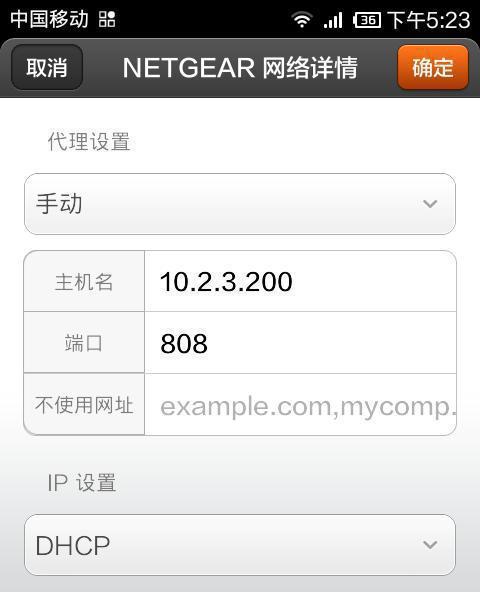 中国移动 36 下午5:23
取消 NETGEAR 网络详情 确定
代理设置
手动
主机名 10.2.3.200
端口 808
不使用网址 example.com,mycomp.
IP 设置
DHCP